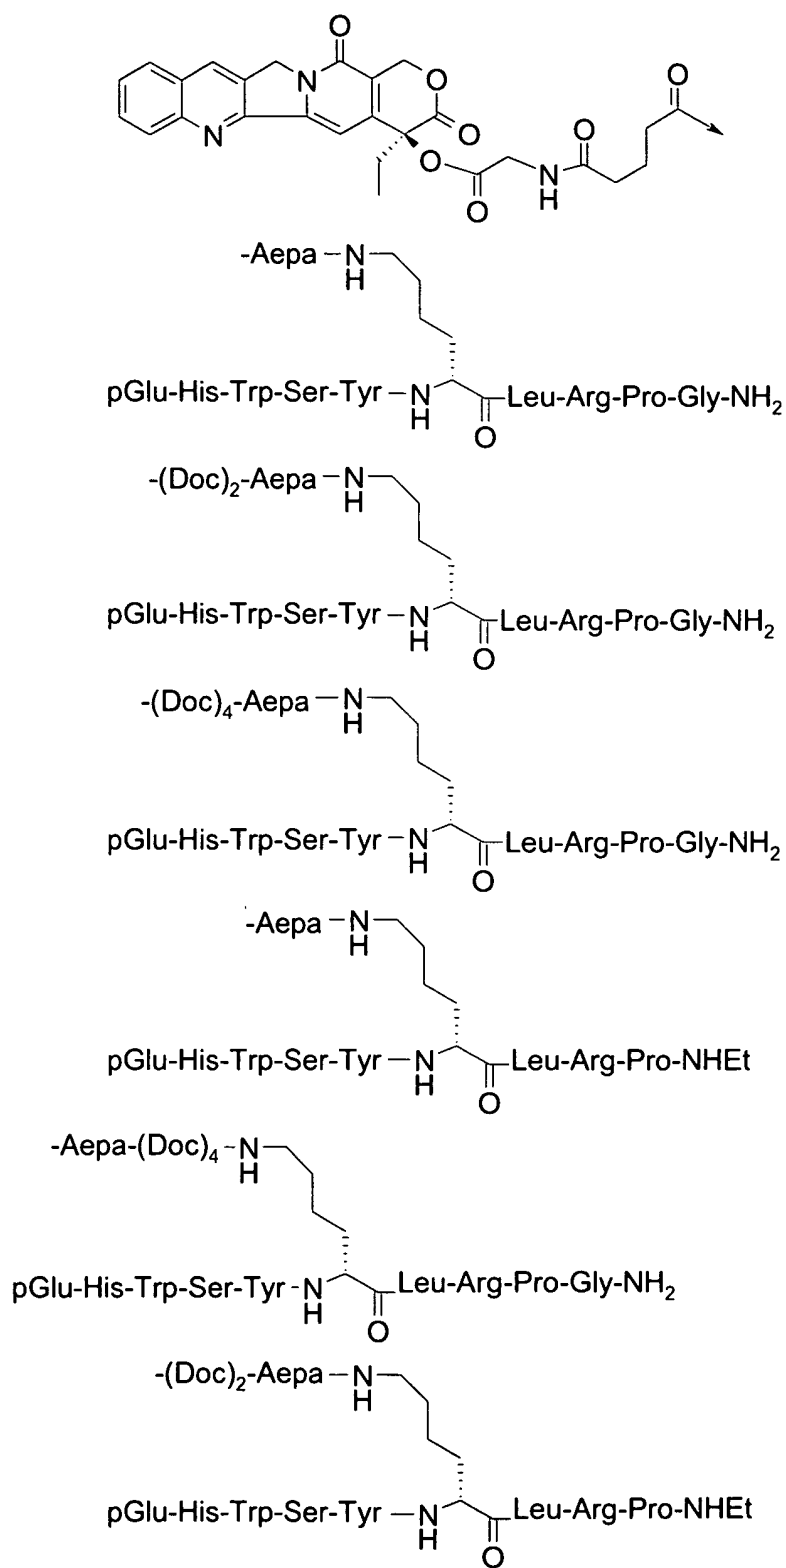 O
N
O
N
O
O
O
O
N
H
O
O
-Aepa-N
H
pGlu-His-Trp-Ser-Tyr-N
H
Leu-Arg-Pro-Gly-NH2
O
-(Doc)2-Aepa-N
H
pGlu-His-Trp-Ser-Tyr-N
H
Leu-Arg-Pro-Gly-NH2
O
-(Doc)4-Aepa-N
H
pGlu-His-Trp-Ser-Tyr-N
H
Leu-Arg-Pro-Gly-NH2
O
-Aepa-N
H
pGlu-His-Trp-Ser-Tyr-N
H
Leu-Arg-Pro-NHEt
O
-Aepa-(Doc)4-N
H
pGlu-His-Trp-Ser-Tyr-N
H
Leu-Arg-Pro-Gly-NH2
O
-(Doc)2-Aepa-N
H
pGlu-His-Trp-Ser-Tyr-N
H
Leu-Arg-Pro-NHEt
O